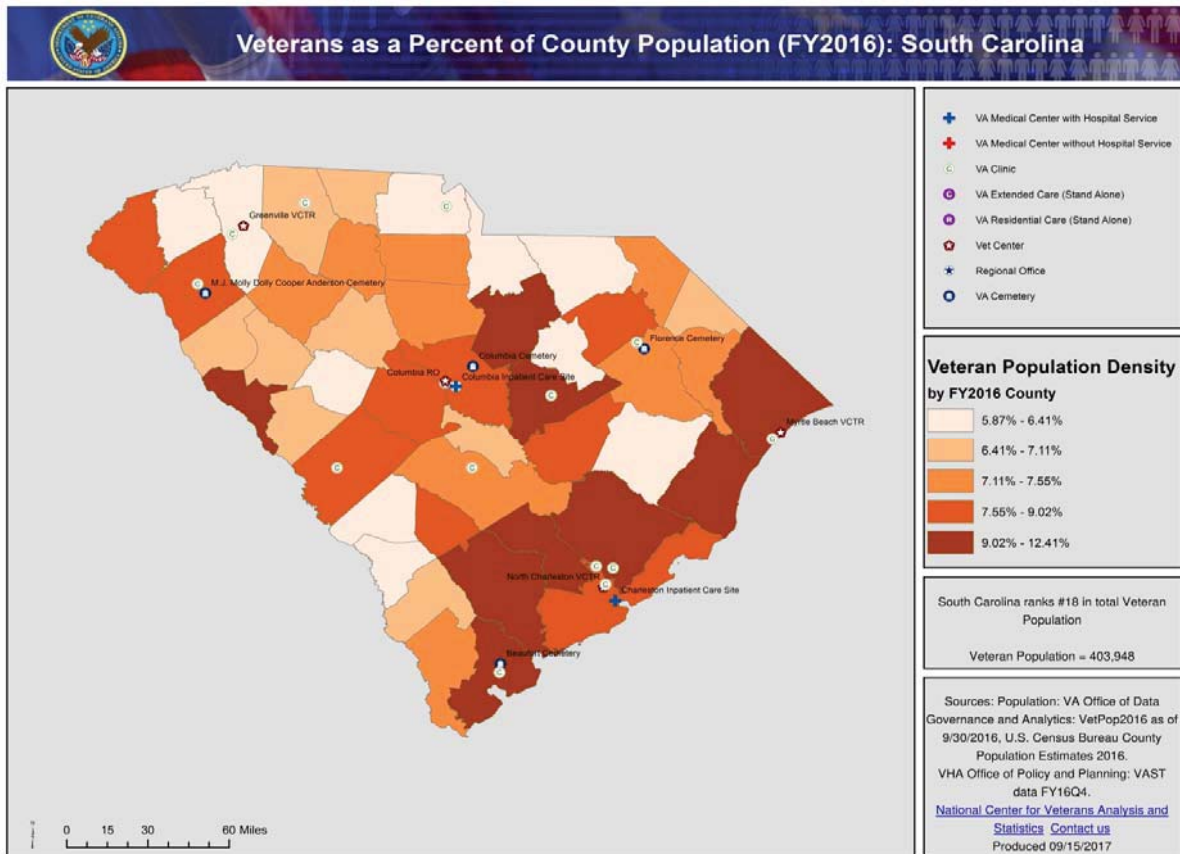 Veterans as a Percent of County Population (FY2016): South Carolina
Greenville VCTR
M.J. Molly Dolly Cooper Anderson Cemetery
Florence Cemetery
Columbia Cemetery
Columbia RO
Columbia Inpatient Care Site
Myrtle Beach VCTR
North Charleston VCTR
Charleston Inpatient Care Site
Beaufort Cemetery
0 15 30 60 Miles
VA Medical Center with Hospital Service
VA Medical Center without Hospital Service
VA Clinic
VA Extended Care (Stand Alone)
VA Residential Care (Stand Alone)
Vet Center
Regional Office
VA Cemetery
Veteran Population Density
by FY2016 County
5.87% - 6.41%
6.41% - 7.11%
7.11% - 7.55%
7.55% - 9.02%
9.02% - 12.41%
South Carolina ranks #18 in total Veteran
Population
Veteran Population = 403,948
Sources: Population: VA Office of Data
Governance and Analytics: VetPop2016 as of
9/30/2016, U.S. Census Bureau County
Population Estimates 2016.
VHA Office of Policy and Planning: VAST
data FY16Q4.
National Center for Veterans Analysis and
Statistics Contact us
Produced 09/15/2017